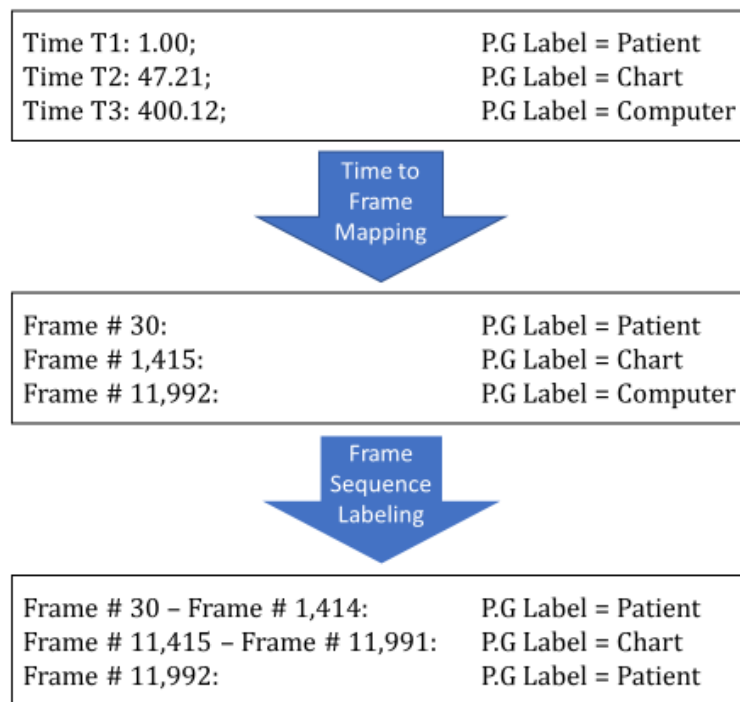 Time T1: 1.00; P.G Label = Patient
Time T2: 47.21; P.G Label = Chart
Time T3: 400.12; P.G Label = Computer
Time to
Frame
Mapping
Frame # 30: P.G Label = Patient
Frame # 1,415: P.G Label = Chart
Frame # 11,992: P.G Label = Computer
Frame
Sequence
Labeling
Frame # 30 – Frame # 1,414: P.G Label = Patient
Frame # 11,415 – Frame # 11,991: P.G Label = Chart
Frame # 11,992: P.G Label = Patient